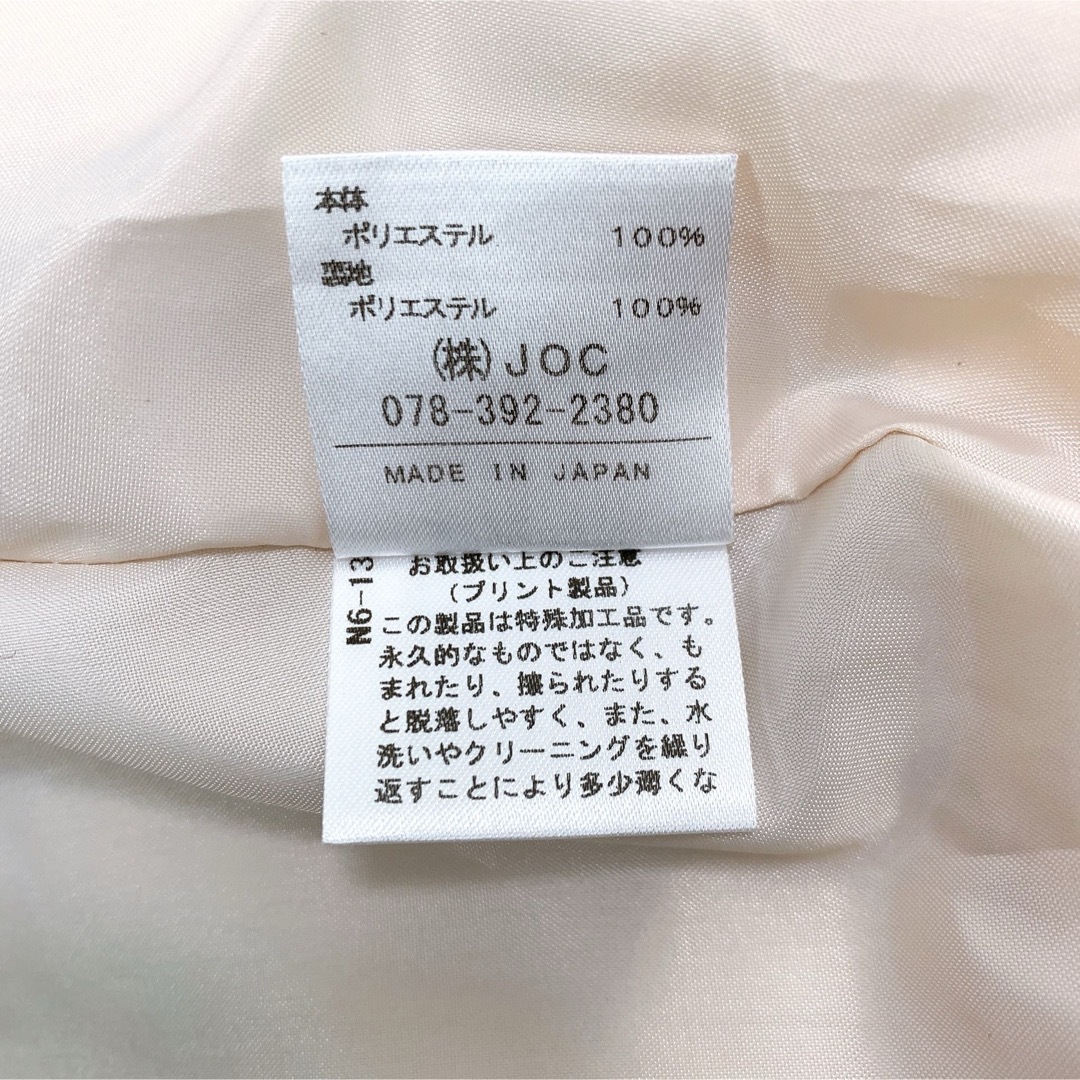 本体
ポリエステル 100%
裏地
ポリエステル 100%
(株)JOC
078-392-2380
MADE IN JAPAN
N6-13
お取扱い上のご注意
(プリント製品)
この製品は特殊加工品です。
永久的なものではなく、も
まれたり、擦られたりする
と脱落しやすく、また、水
洗いやクリーニングを繰り
返すことにより多少薄くな